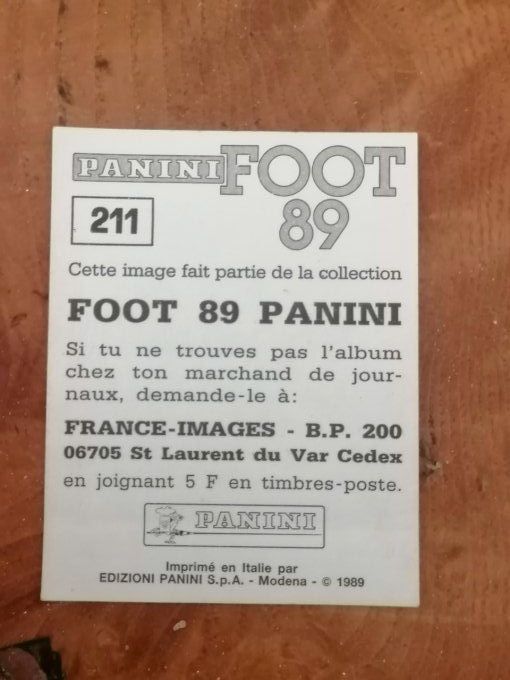 PANINI FOOT
211
89
Cette image fait partie de la collection
FOOT 89 PANINI
Si tu ne trouves pas l'album
chez ton marchand de jour-
naux, demande-le à:
FRANCE-IMAGES - B.P. 200
06705 St Laurent du Var Cedex
en joignant 5 F en timbres-poste.
PANINI
Imprimé en Italie par
EDIZIONI PANINI S.p.A. - Modena - © 1989